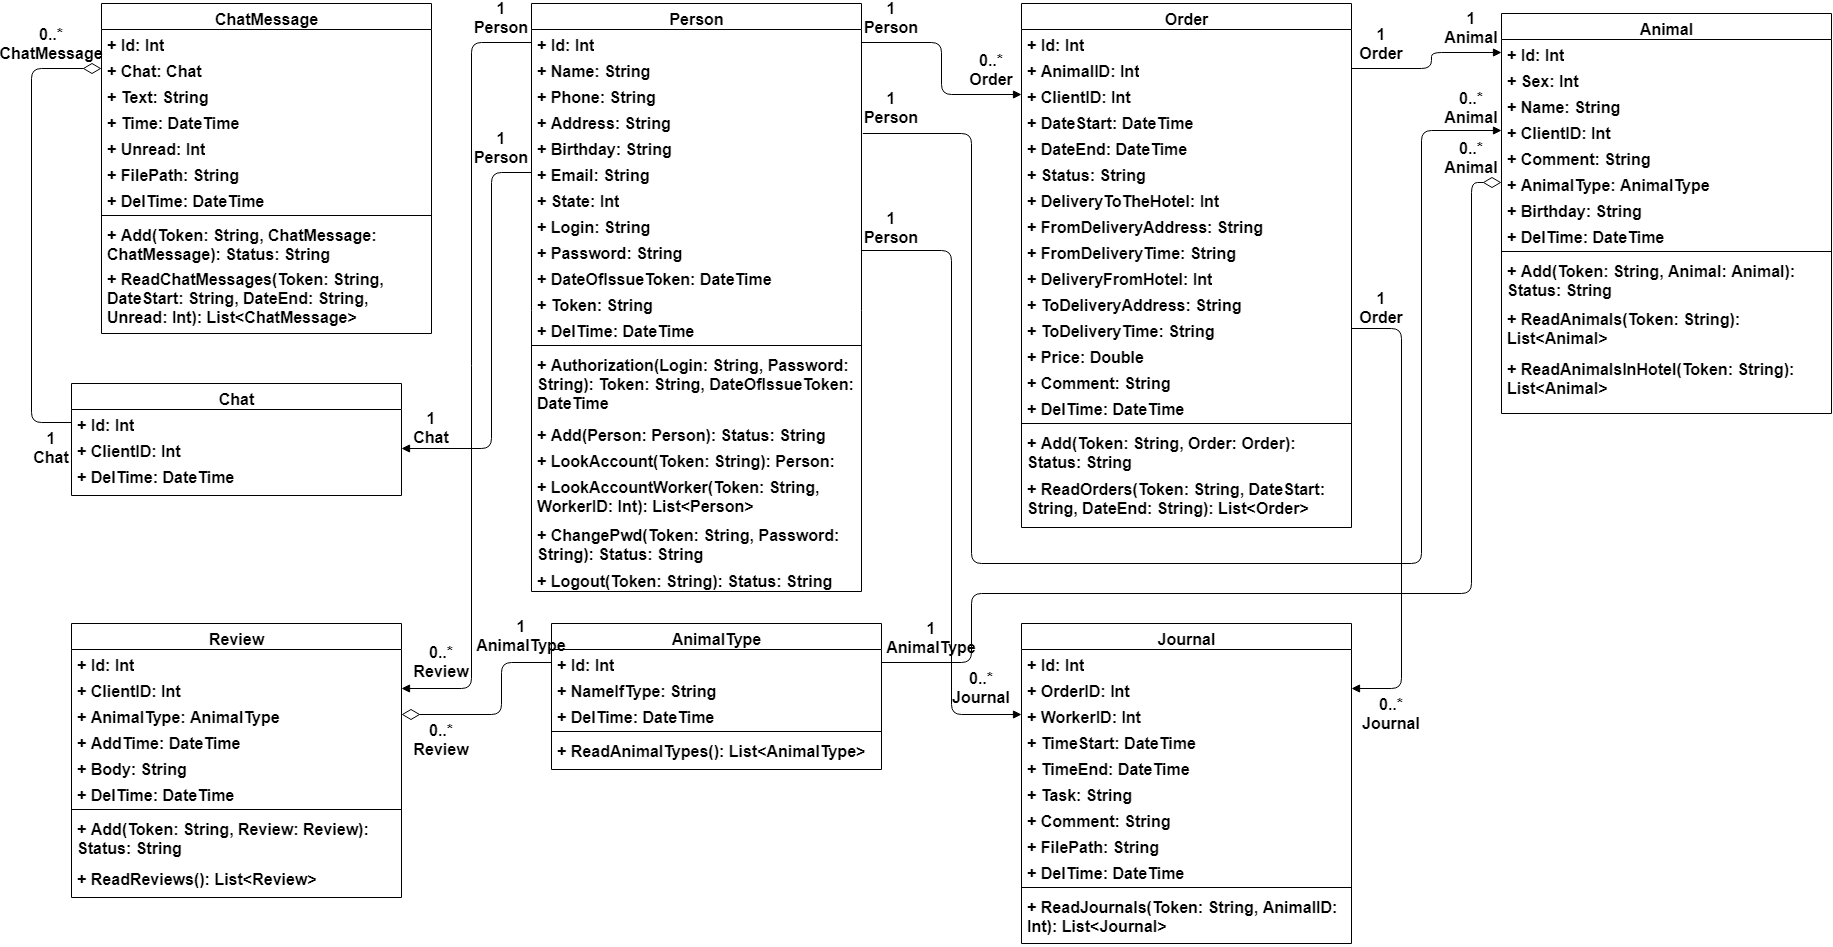 ChatMessage
+ Id: Int
+ Chat: Chat
+ Text: String
+ Time: DateTime
+ Unread: Int
+ FilePath: String
+ DelTime: DateTime
+ Add(Token: String, ChatMessage:
ChatMessage): Status: String
+ ReadChatMessages(Token: String,
DateStart: String, DateEnd: String,
Unread: Int): List<ChatMessage>
0..*
ChatMessage
1
Chat
Chat
+ Id: Int
+ ClientID: Int
+ DelTime: DateTime
1
Chat
1
Person
1
Person
Person
+ Id: Int
+ Name: String
+ Phone: String
+ Address: String
+ Birthday: String
+ Email: String
+ State: Int
+ Login: String
+ Password: String
+ DateOfIssueToken: DateTime
+ Token: String
+ DelTime: DateTime
+ Authorization(Login: String, Password:
String): Token: String, DateOfIssueToken:
DateTime
+ Add(Person: Person): Status: String
+ LookAccount(Token: String): Person:
+ LookAccountWorker(Token: String,
WorkerID: Int): List<Person>
+ ChangePwd(Token: String, Password:
String): Status: String
+ Logout(Token: String): Status: String
1
Person
0..*
Order
1
Person
1
Person
Order
+ Id: Int
+ AnimalID: Int
+ ClientID: Int
+ DateStart: DateTime
+ DateEnd: DateTime
+ Status: String
+ DeliveryToTheHotel: Int
+ FromDeliveryAddress: String
+ FromDeliveryTime: String
+ DeliveryFromHotel: Int
+ ToDeliveryAddress: String
+ ToDeliveryTime: String
+ Price: Double
+ Comment: String
+ DelTime: DateTime
+ Add(Token: String, Order: Order):
Status: String
+ ReadOrders(Token: String, DateStart:
String, DateEnd: String): List<Order>
1
Order
1
Animal
0..*
Animal
0..*
Animal
1
Order
Animal
+ Id: Int
+ Sex: Int
+ Name: String
+ ClientID: Int
+ Comment: String
+ AnimalType: AnimalType
+ Birthday: String
+ DelTime: DateTime
+ Add(Token: String, Animal: Animal):
Status: String
+ ReadAnimals(Token: String):
List<Animal>
+ ReadAnimalsInHotel(Token: String):
List<Animal>
Review
+ Id: Int
+ ClientID: Int
+ AnimalType: AnimalType
+ AddTime: DateTime
+ Body: String
+ DelTime: DateTime
+ Add(Token: String, Review: Review):
Status: String
+ ReadReviews(): List<Review>
0..*
Review
0..*
Review
1
AnimalType
AnimalType
+ Id: Int
+ NameIfType: String
+ DelTime: DateTime
+ ReadAnimalTypes(): List<AnimalType>
1
AnimalType
0..*
Journal
Journal
+ Id: Int
+ OrderID: Int
+ WorkerID: Int
+ TimeStart: DateTime
+ TimeEnd: DateTime
+ Task: String
+ Comment: String
+ FilePath: String
+ DelTime: DateTime
+ ReadJournals(Token: String, AnimalID:
Int): List<Journal>
0..*
Journal